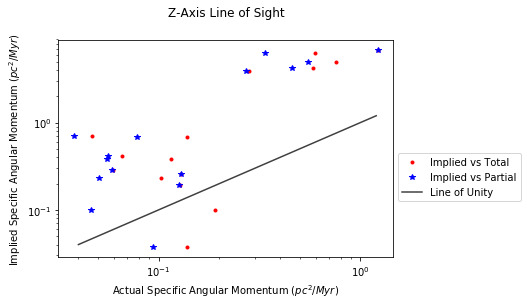 Z-Axis Line of Sight
Implied Specific Angular Momentum (pc²/Myr)
10⁰
10⁻¹
10⁻¹ 10⁰
Actual Specific Angular Momentum (pc²/Myr)
Implied vs Total
Implied vs Partial
Line of Unity